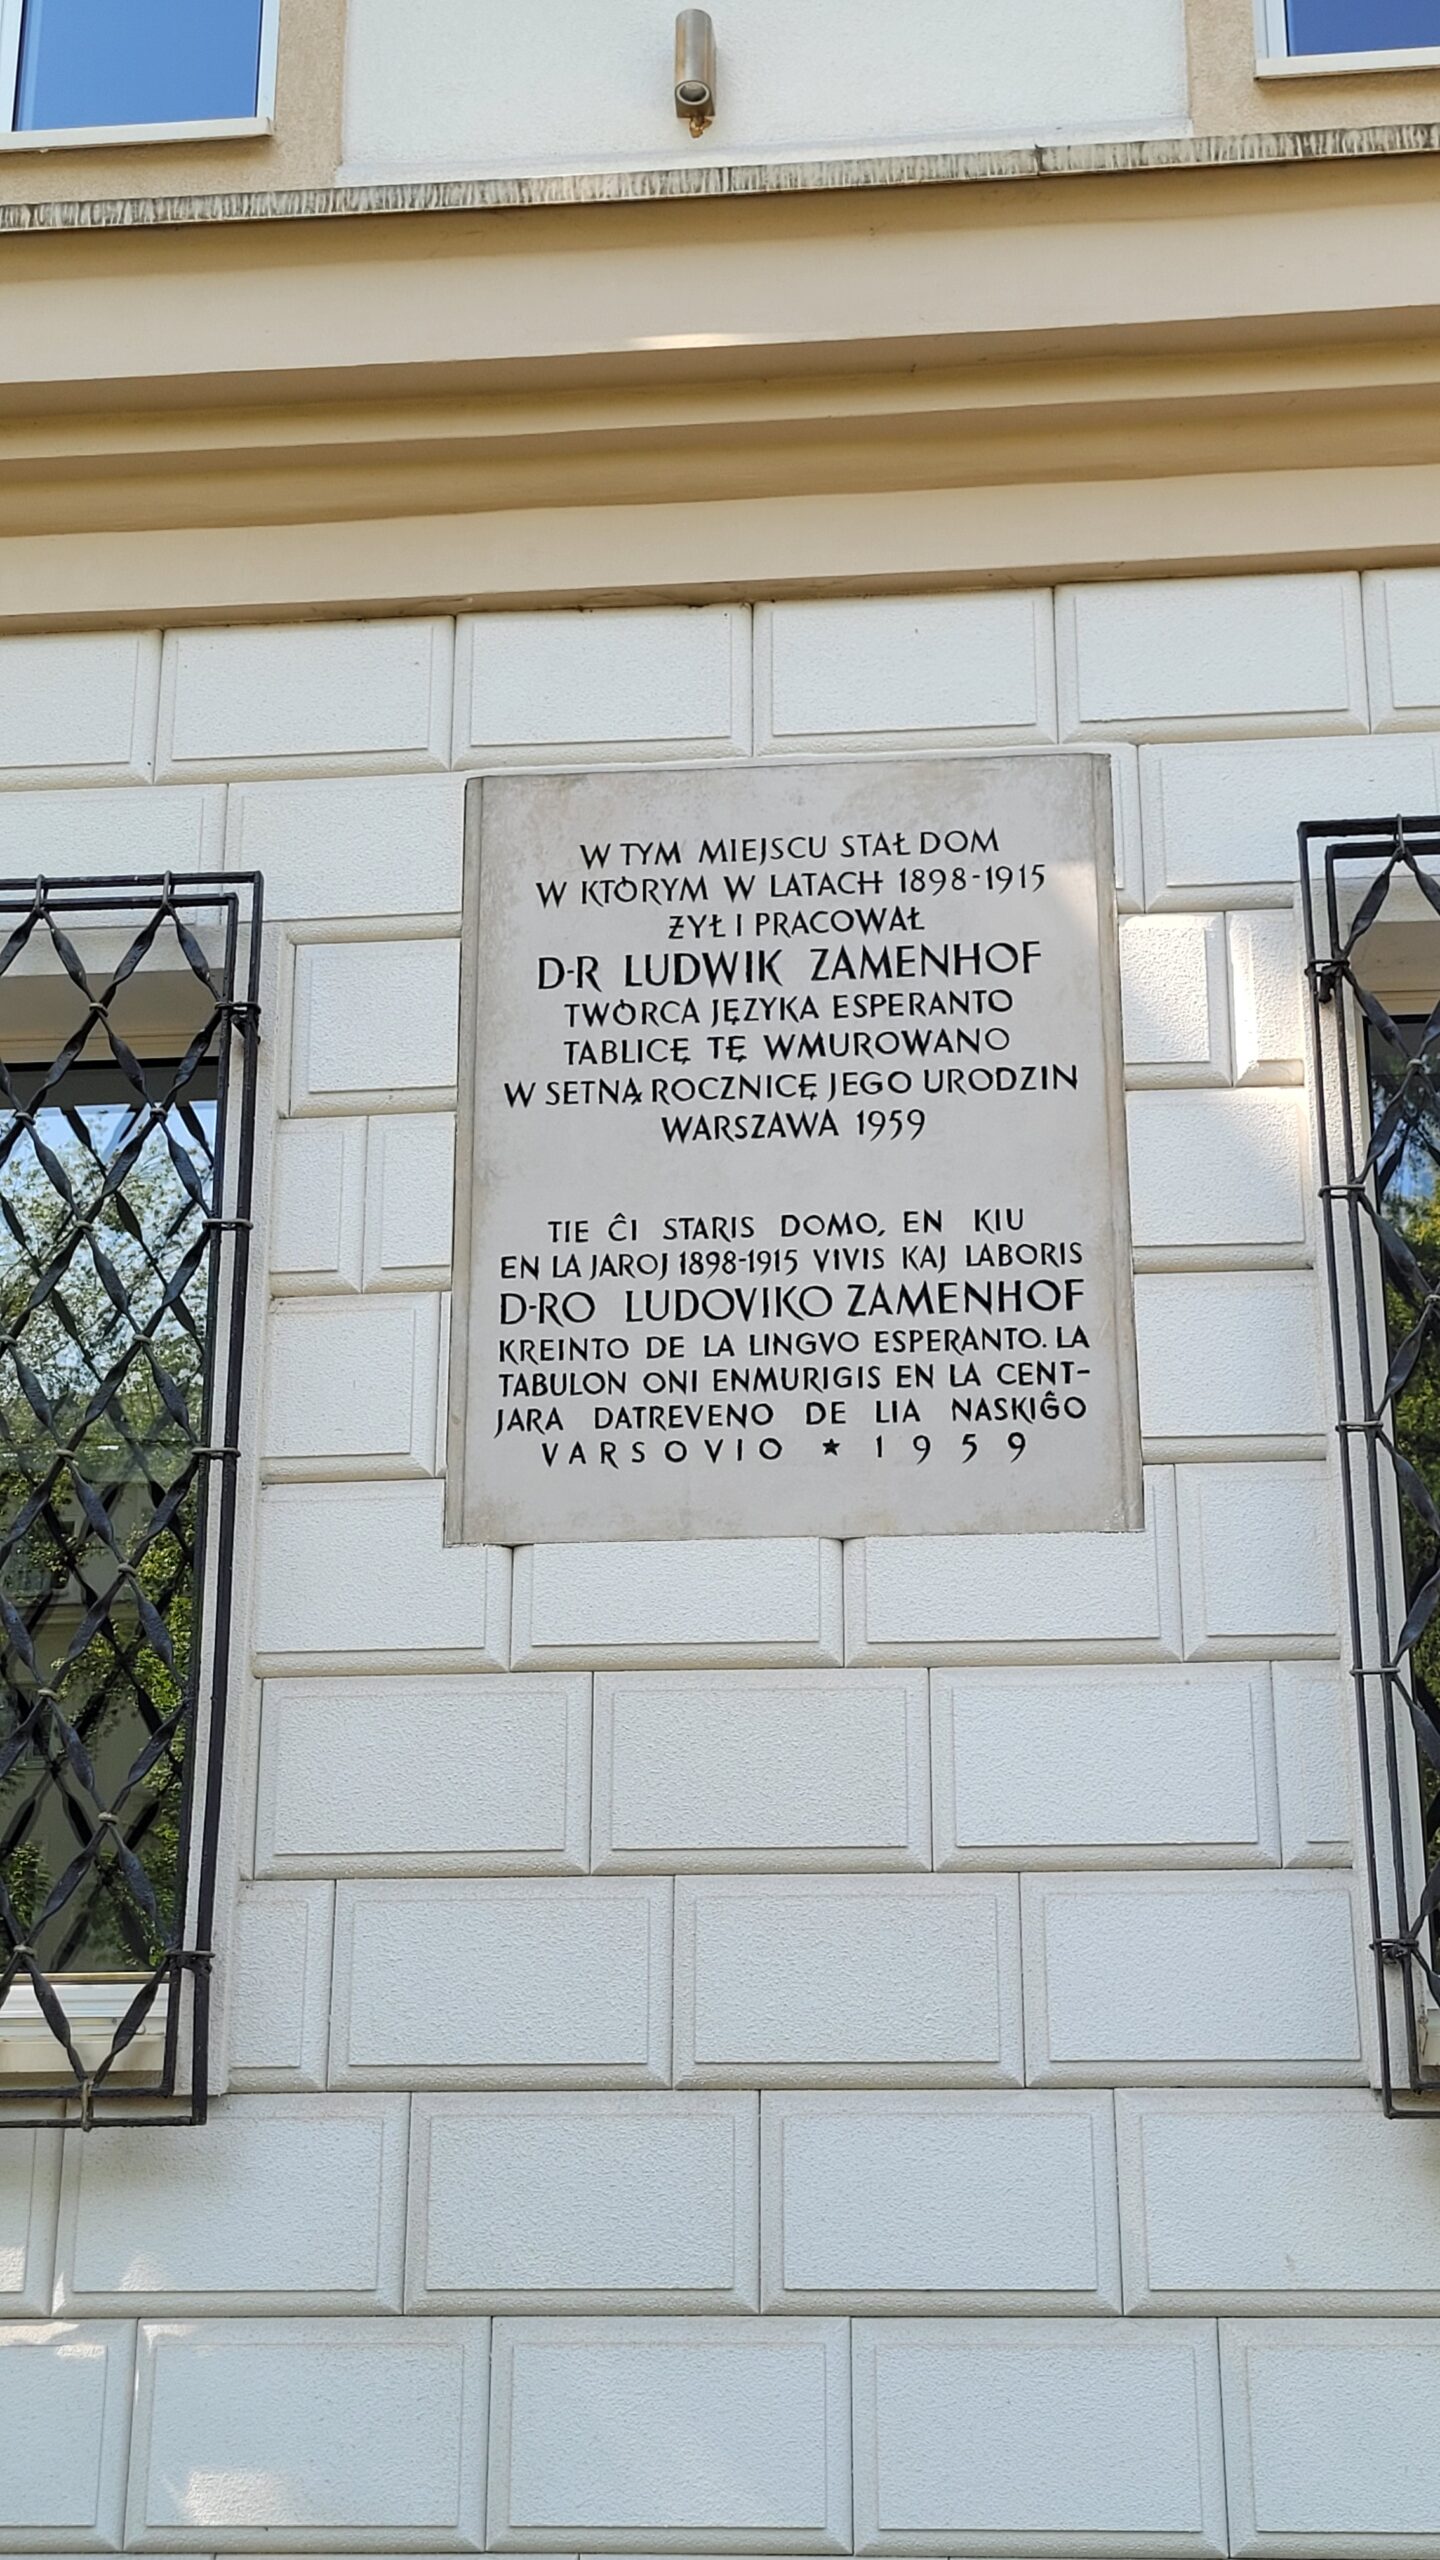 W TYM MIEJSCU STAŁ DOM
W KTÓRYM W LATACH 1898-1915
ŻYŁ I PRACOWAŁ
D-R LUDWIK ZAMENHOF
TWÓRCA JĘZYKA ESPERANTO
TABLICĘ TĘ WMUROWANO
W SETNĄ ROCZNICĘ JEGO URODZIN
WARSZAWA 1959
TIE ĈI STARIS DOMO, EN KIU
EN LA JAROJ 1898-1915 VIVIS KAJ LABORIS
D-RO LUDOVIKO ZAMENHOF
KREINTO DE LA LINGVO ESPERANTO. LA
TABULON ONI ENMURIGIS EN LA CENT-
JARA DATREVENO DE LIA NASKIĜO
VARSOVIO ★ 1959